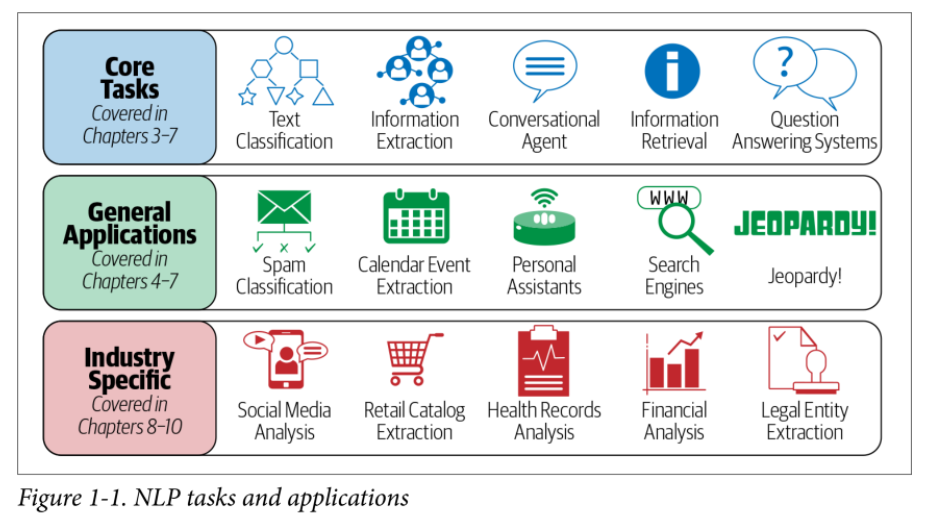 Core
Tasks
Covered in
Chapters 3–7
Text
Classification
Information
Extraction
Conversational
Agent
i
Information
Retrieval
?
Question
Answering Systems
General
Applications
Covered in
Chapters 4–7
Spam
Classification
Calendar Event
Extraction
Personal
Assistants
WWW
Search
Engines
JEOPARDY!
Jeopardy!
Industry
Specific
Covered in
Chapters 8–10
Social Media
Analysis
Retail Catalog
Extraction
Health Records
Analysis
Financial
Analysis
Legal Entity
Extraction
Figure 1-1. NLP tasks and applications